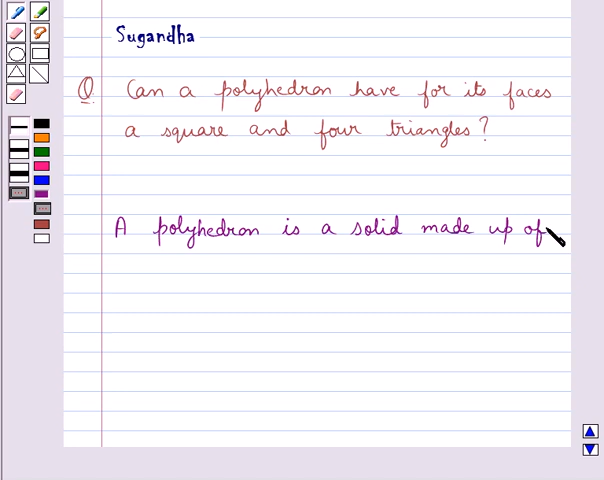 Sugandha
Q Can a polyhedron have for its faces
a square and four triangles?
A polyhedron is a solid made up of